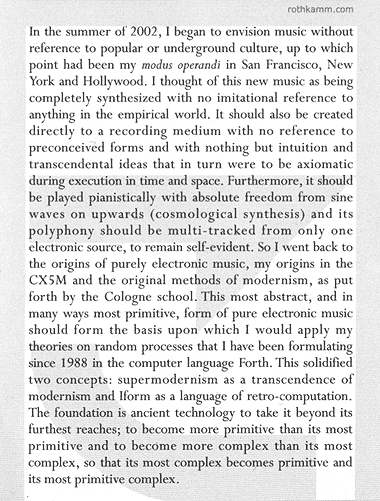 rothkamm.com
In the summer of 2002, I began to envision music without
reference to popular or underground culture, up to which
point had been my modus operandi in San Francisco, New
York and Hollywood. I thought of this new music as being
completely synthesized with no imitational reference to
anything in the empirical world. It should also be created
directly to a recording medium with no reference to
preconceived forms and with nothing but intuition and
transcendental ideas that in turn were to be axiomatic
during execution in time and space. Furthermore, it should
be played pianistically with absolute freedom from sine
waves on upwards (cosmological synthesis) and its
polyphony should be multi-tracked from only one
electronic source, to remain self-evident. So I went back to
the origins of purely electronic music, my origins in the
CX5M and the original methods of modernism, as put
forth by the Cologne school. This most abstract, and in
many ways most primitive, form of pure electronic music
should form the basis upon which I would apply my
theories on random processes that I have been formulating
since 1988 in the computer language Forth. This solidified
two concepts: supermodernism as a transcendence of
modernism and Iform as a language of retro-computation.
The foundation is ancient technology to take it beyond its
furthest reaches; to become more primitive than its most
primitive and to become more complex than its most
complex, so that its most complex becomes primitive and
its most primitive complex.